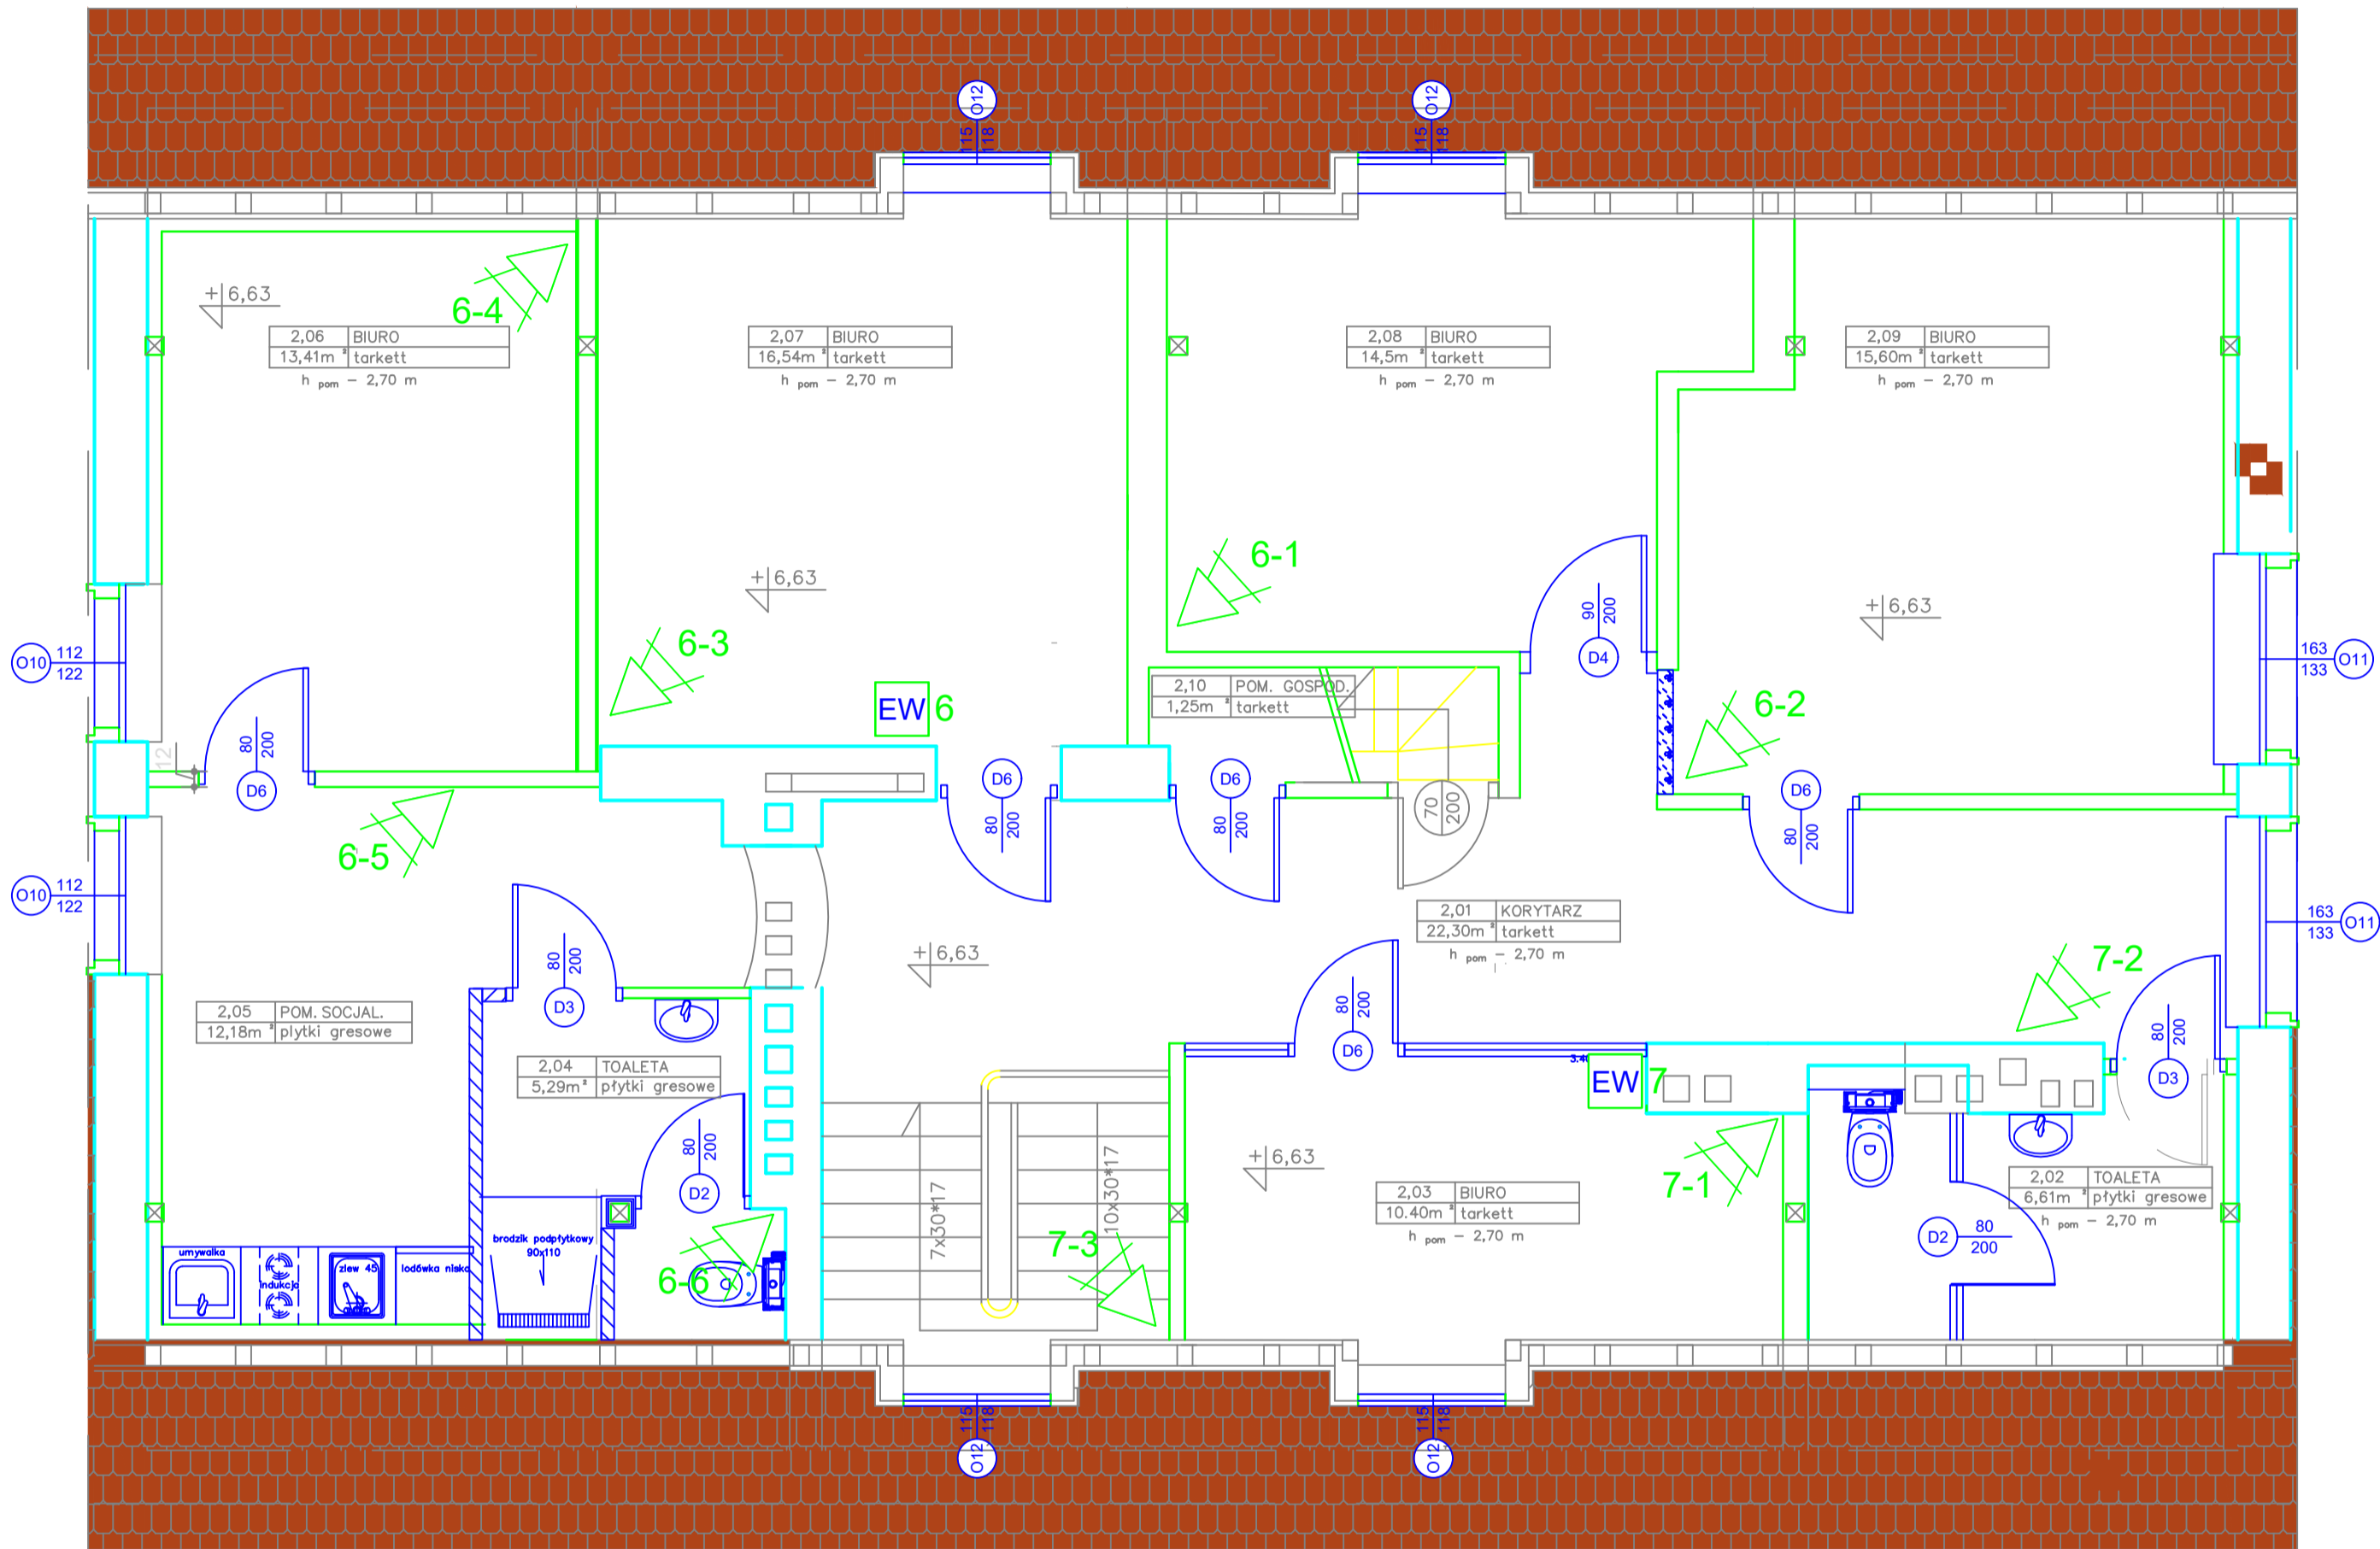 O12
115
118
O12
115
118
+ 6,63
6-4
2,06 BIURO
13,41m² tarkett
h pom – 2,70 m
2,07 BIURO
16,54m² tarkett
h pom – 2,70 m
2,08 BIURO
14,5m² tarkett
h pom – 2,70 m
2,09 BIURO
15,60m² tarkett
h pom – 2,70 m
6-1
+ 6,63
+ 6,63
90
200
D4
6-3
O10 112
122
163
133 O11
2,10 POM. GOSPOD.
1,25m² tarkett
EW 6
6-2
12
80
200
D6
D6
80
200
D6
80
200
70
200
D6
80
200
6-5
O10 112
122
2,01 KORYTARZ
22,30m² tarkett
h pom – 2,70 m
163
133 O11
+ 6,63
80
200
D3
80
200
D6
7-2
2,05 POM. SOCJAL.
12,18m² plytki gresowe
80
200
D3
2,04 TOALETA
5,29m² płytki gresowe
EW 7
80
200
D2
+ 6,63
7-1
2,03 BIURO
10.40m² tarkett
h pom – 2,70 m
2,02 TOALETA
6,61m² płytki gresowe
h pom – 2,70 m
7x30*17
10x30*17
D2 80
200
7-3
brodzik podpłytkowy
90x110
umywalka
indukcja
zlew 45
lodówka niska
6-6
115
118
O12
115
118
O12